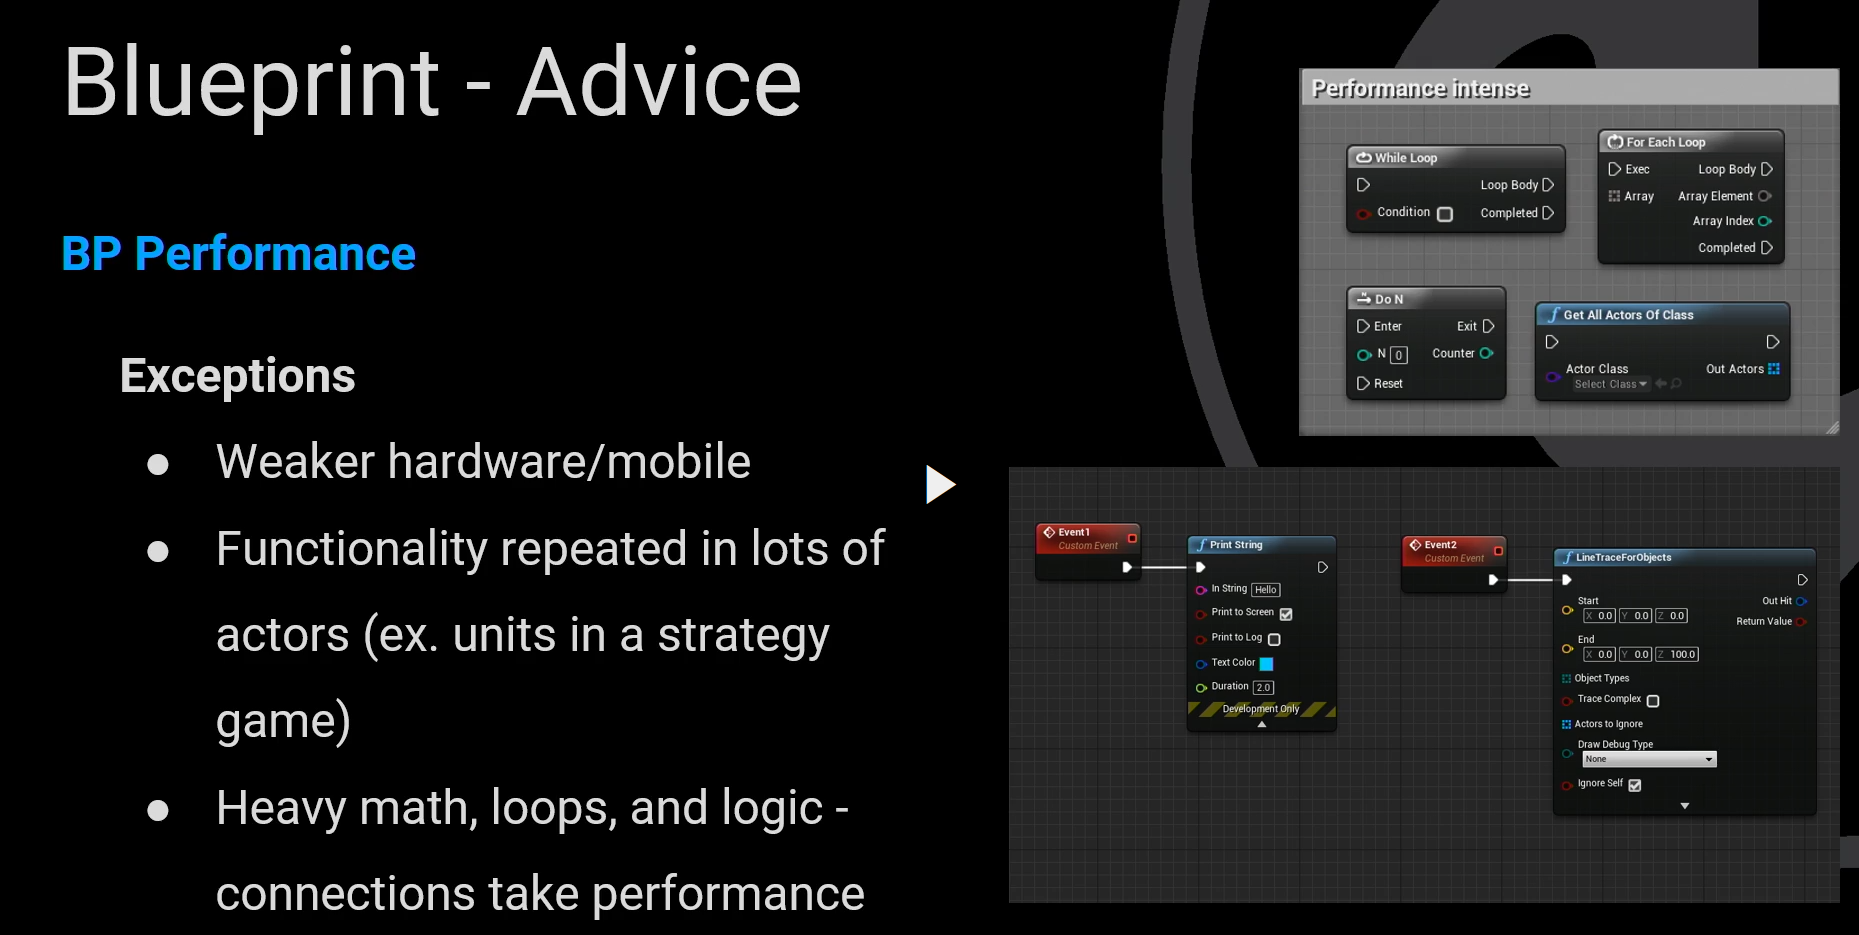 Blueprint - Advice
BP Performance
Exceptions
● Weaker hardware/mobile
● Functionality repeated in lots of
actors (ex. units in a strategy
game)
● Heavy math, loops, and logic -
connections take performance
Performance intense
While Loop
Loop Body
Condition
Completed
For Each Loop
Exec Loop Body
Array Array Element
Array Index
Completed
Do N
Enter Exit
N 0 Counter
Reset
Get All Actors Of Class
Actor Class Out Actors
Select Class
Event1
Custom Event
Print String
In String Hello
Print to Screen
Print to Log
Text Color
Duration 2.0
Development Only
Event2
Custom Event
LineTraceForObjects
Start Out Hit
X 0.0 Y 0.0 Z 0.0
Return Value
End
X 0.0 Y 0.0 Z 100.0
Object Types
Trace Complex
Actors to Ignore
Draw Debug Type
None
Ignore Self